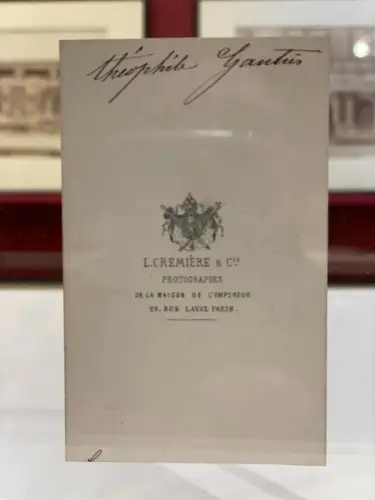 théophile Gautier
L. CREMIÈRE & Cie
PHOTOGRAPHES
DE LA MAISON DE L'EMPEREUR
28, RUE LAVAL PARIS.